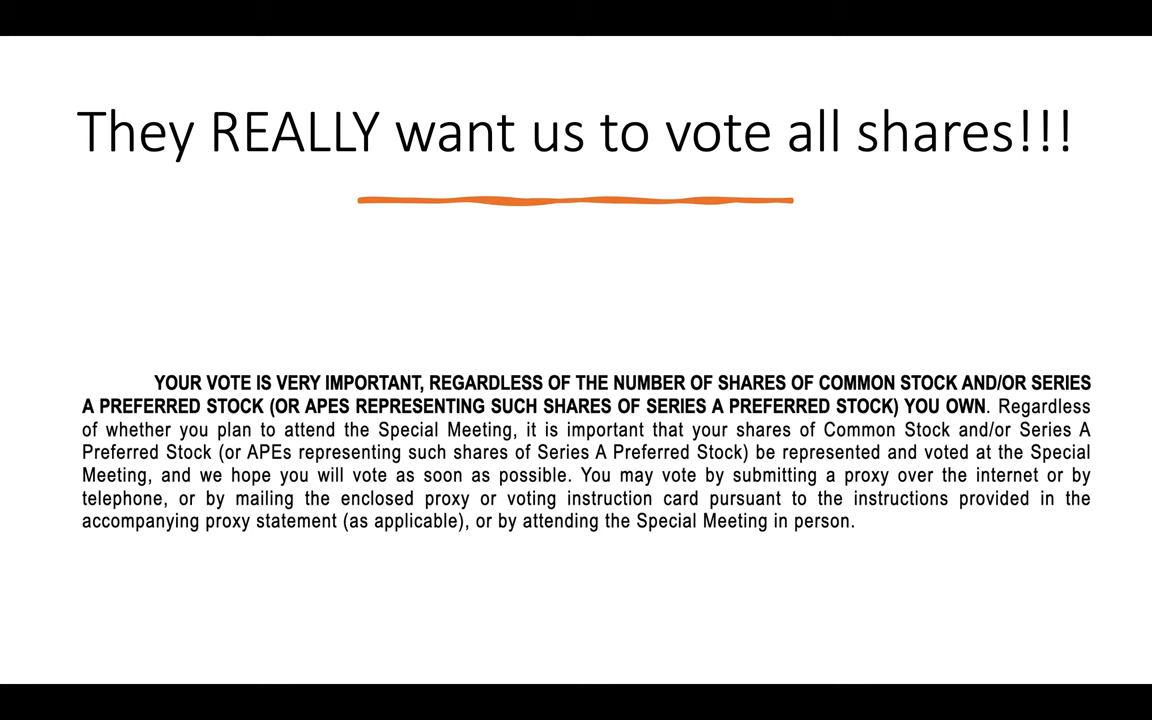 They REALLY want us to vote all shares!!!
YOUR VOTE IS VERY IMPORTANT, REGARDLESS OF THE NUMBER OF SHARES OF COMMON STOCK AND/OR SERIES
A PREFERRED STOCK (OR APES REPRESENTING SUCH SHARES OF SERIES A PREFERRED STOCK) YOU OWN. Regardless
of whether you plan to attend the Special Meeting, it is important that your shares of Common Stock and/or Series A
Preferred Stock (or APEs representing such shares of Series A Preferred Stock) be represented and voted at the Special
Meeting, and we hope you will vote as soon as possible. You may vote by submitting a proxy over the internet or by
telephone, or by mailing the enclosed proxy or voting instruction card pursuant to the instructions provided in the
accompanying proxy statement (as applicable), or by attending the Special Meeting in person.